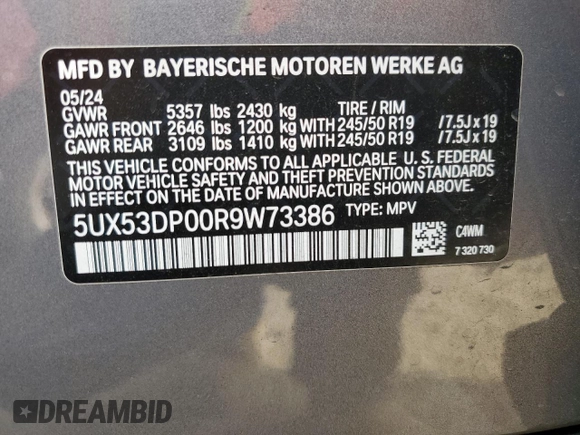 MFD BY BAYERISCHE MOTOREN WERKE AG
05/24
GVWR 5357 lbs 2430 kg TIRE / RIM
GAWR FRONT 2646 lbs 1200 kg WITH 245/50 R19 /7.5J x 19
GAWR REAR 3109 lbs 1410 kg WITH 245/50 R19 /7.5J x 19
THIS VEHICLE CONFORMS TO ALL APPLICABLE U. S. FEDERAL
MOTOR VEHICLE SAFETY AND THEFT PREVENTION STANDARDS
IN EFFECT ON THE DATE OF MANUFACTURE SHOWN ABOVE.
5UX53DP00R9W73386 TYPE: MPV
C4WM
7 320 730
DREAMBID